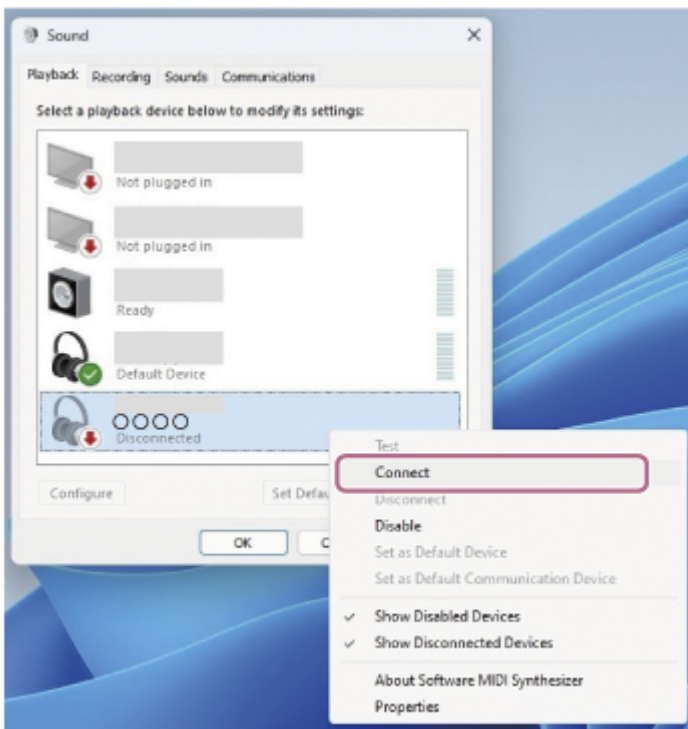 Sound
Playback Recording Sounds Communications
Select a playback device below to modify its settings:
Not plugged in
Not plugged in
Ready
Default Device
○○○○
Disconnected
Configure
Set Defau
OK
C
Test
Connect
Disconnect
Disable
Set as Default Device
Set as Default Communication Device
Show Disabled Devices
Show Disconnected Devices
About Software MIDI Synthesizer
Properties